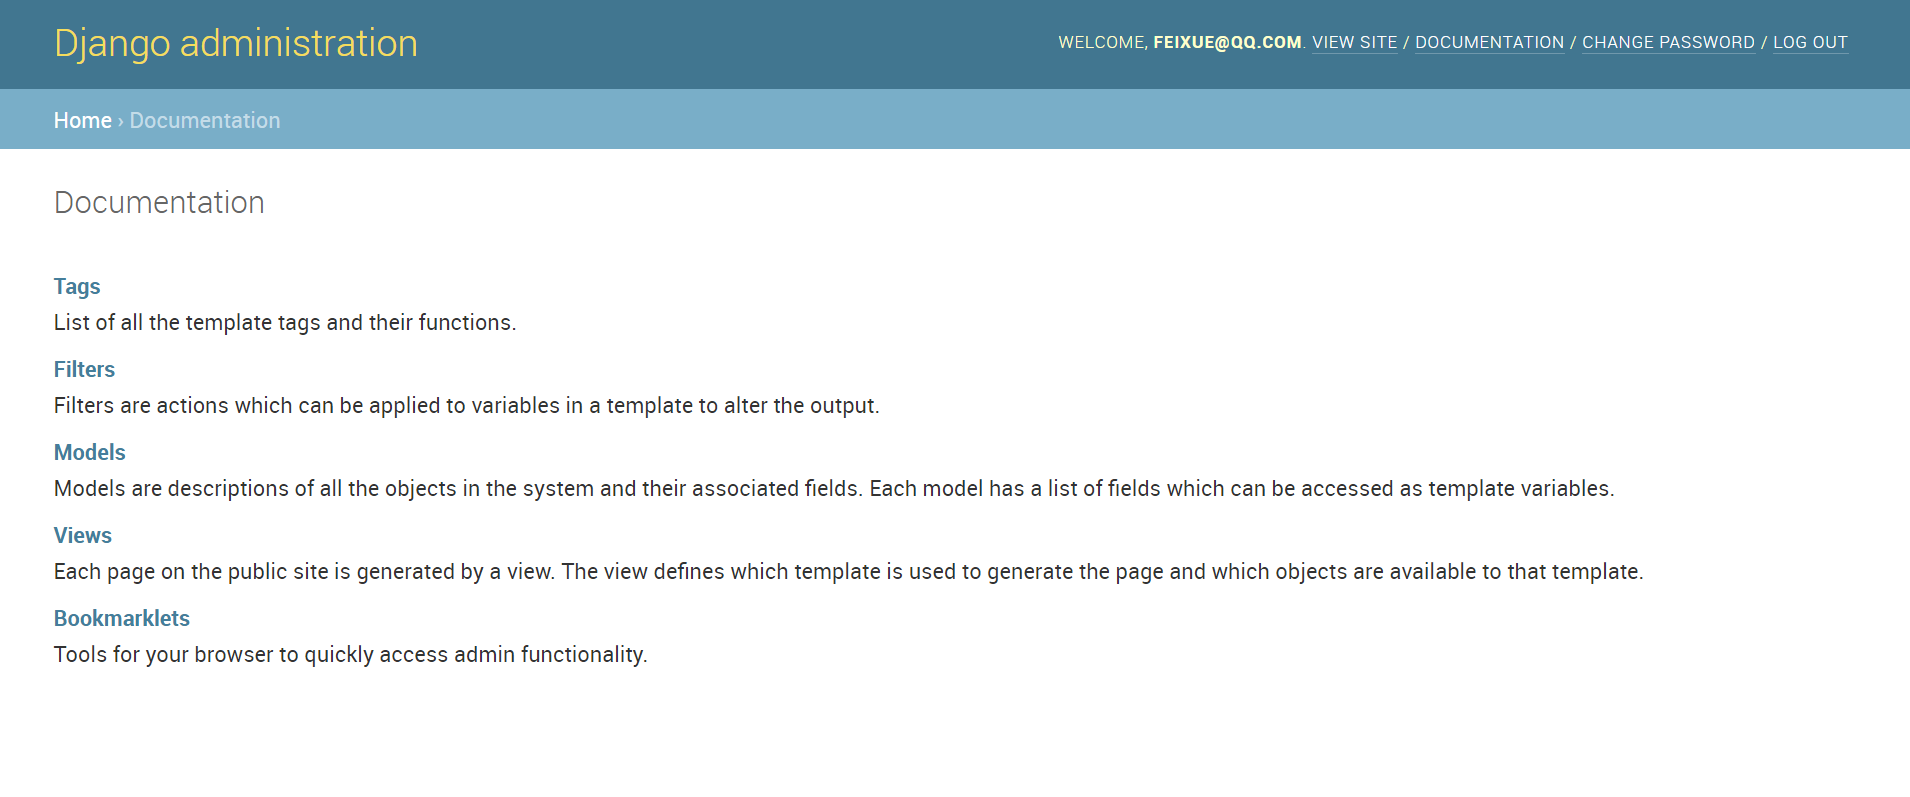 Django administration
WELCOME, FEIXUE@QQ.COM. VIEW SITE / DOCUMENTATION / CHANGE PASSWORD / LOG OUT
Home › Documentation
Documentation
Tags
List of all the template tags and their functions.
Filters
Filters are actions which can be applied to variables in a template to alter the output.
Models
Models are descriptions of all the objects in the system and their associated fields. Each model has a list of fields which can be accessed as template variables.
Views
Each page on the public site is generated by a view. The view defines which template is used to generate the page and which objects are available to that template.
Bookmarklets
Tools for your browser to quickly access admin functionality.